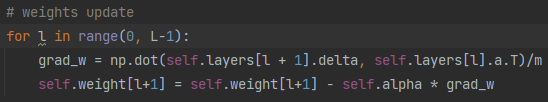 # weights update
for l in range(0, L-1):
    grad_w = np.dot(self.layers[l + 1].delta, self.layers[l].a.T)/m
    self.weight[l+1] = self.weight[l+1] - self.alpha * grad_w